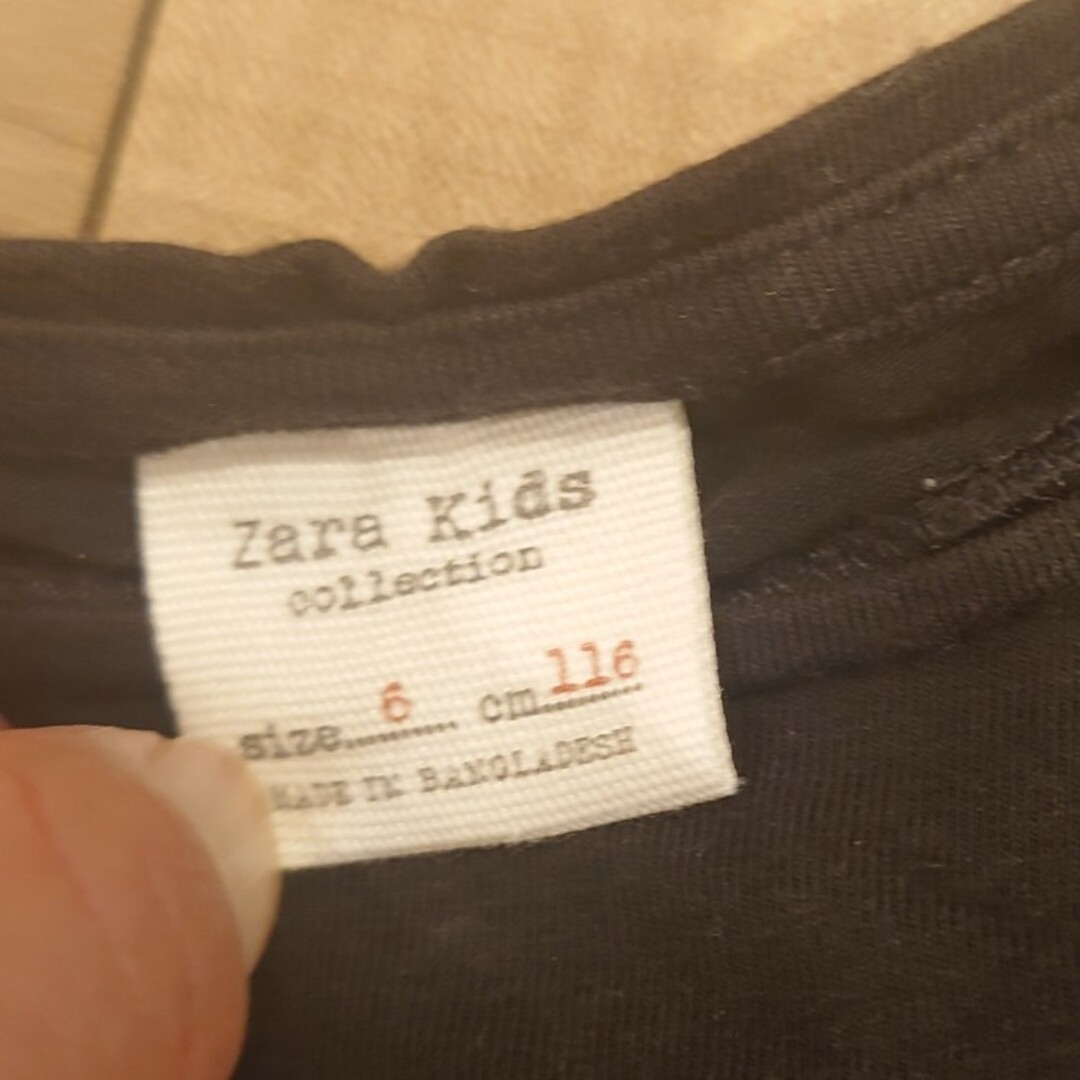 Zara Kids
collection
size 6 cm 116
MADE IN BANGLADESH